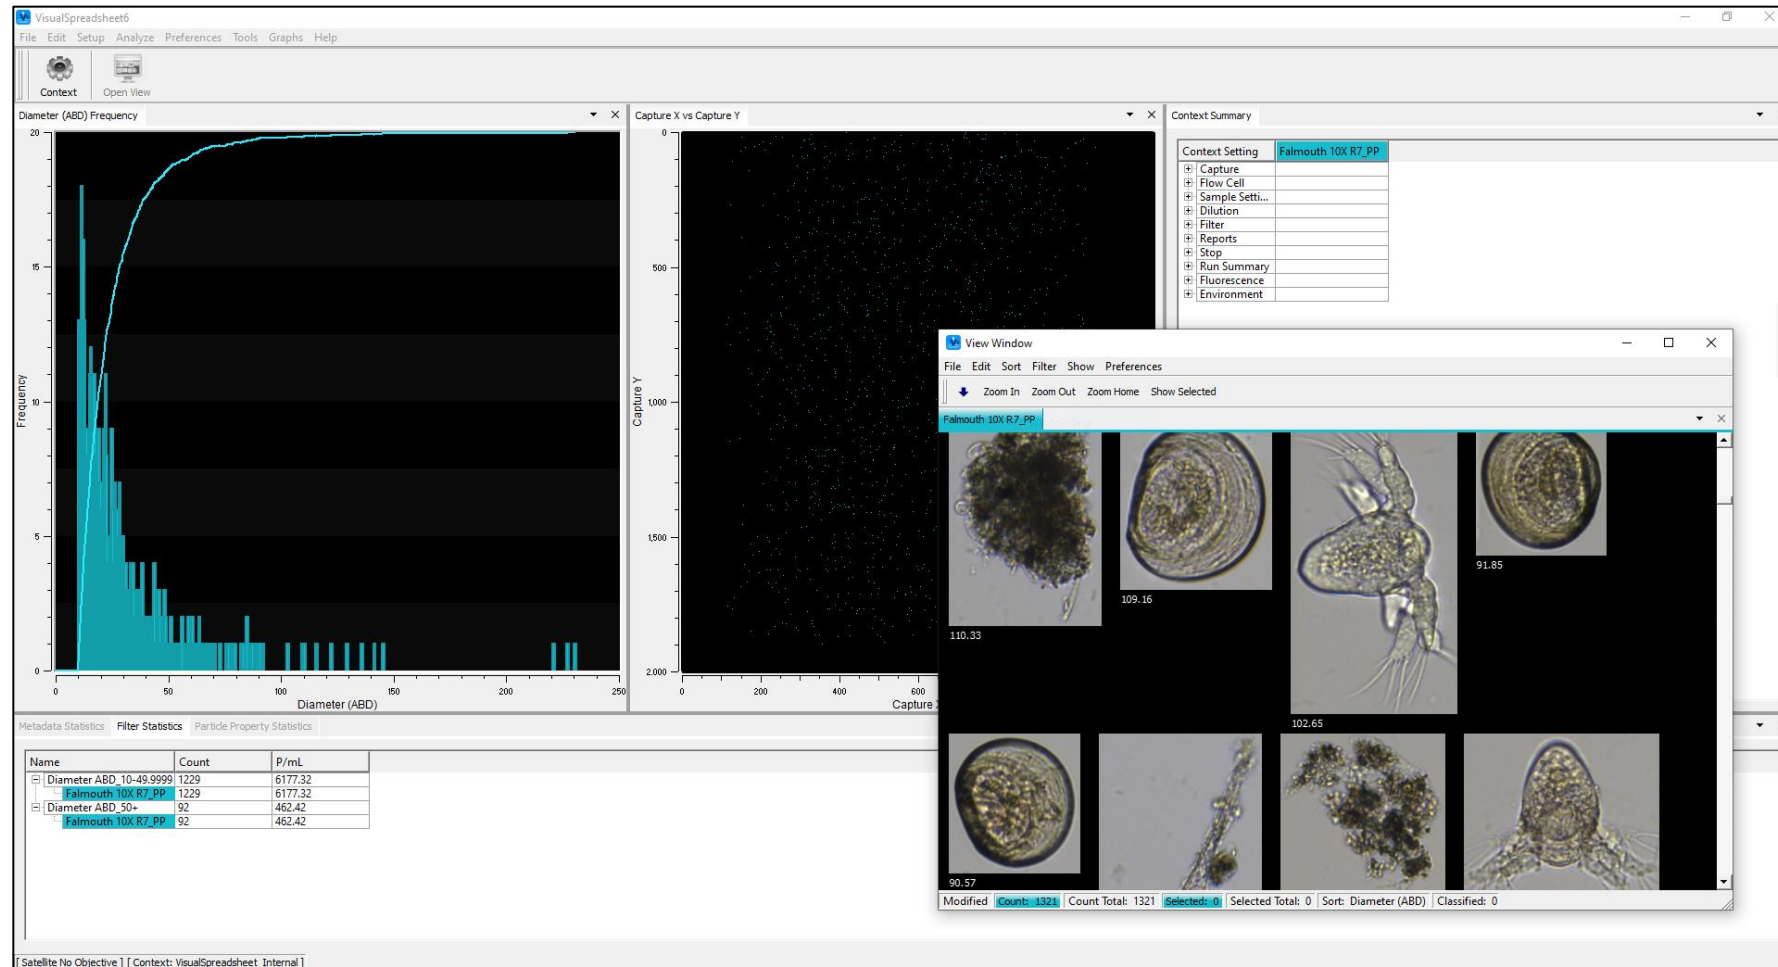 VisualSpreadsheet6
File Edit Setup Analyze Preferences Tools Graphs Help
Context Open View
Diameter (ABD) Frequency
20
15
10
5
0
Frequency
0 50 100 150 200 250
Diameter (ABD)
Capture X vs Capture Y
0
500
1,000
1,500
2,000
Capture Y
0 200 400 600
Capture
Context Summary
Context Setting Falmouth 10X R7_PP
Capture
Flow Cell
Sample Setti...
Dilution
Filter
Reports
Stop
Run Summary
Fluorescence
Environment
View Window
File Edit Sort Filter Show Preferences
Zoom In Zoom Out Zoom Home Show Selected
Falmouth 10X R7_PP
110.33
109.16
102.65
91.85
90.57
Modified Count: 1321 Count Total: 1321 Selected: 0 Selected Total: 0 Sort: Diameter (ABD) Classified: 0
Metadata Statistics Filter Statistics Particle Property Statistics
Name Count P/mL
Diameter ABD_10-49.9999 1229 6177.32
Falmouth 10X R7_PP 1229 6177.32
Diameter ABD_50+ 92 462.42
Falmouth 10X R7_PP 92 462.42
[ Satellite No Objective ] [ Context: VisualSpreadsheet Internal ]